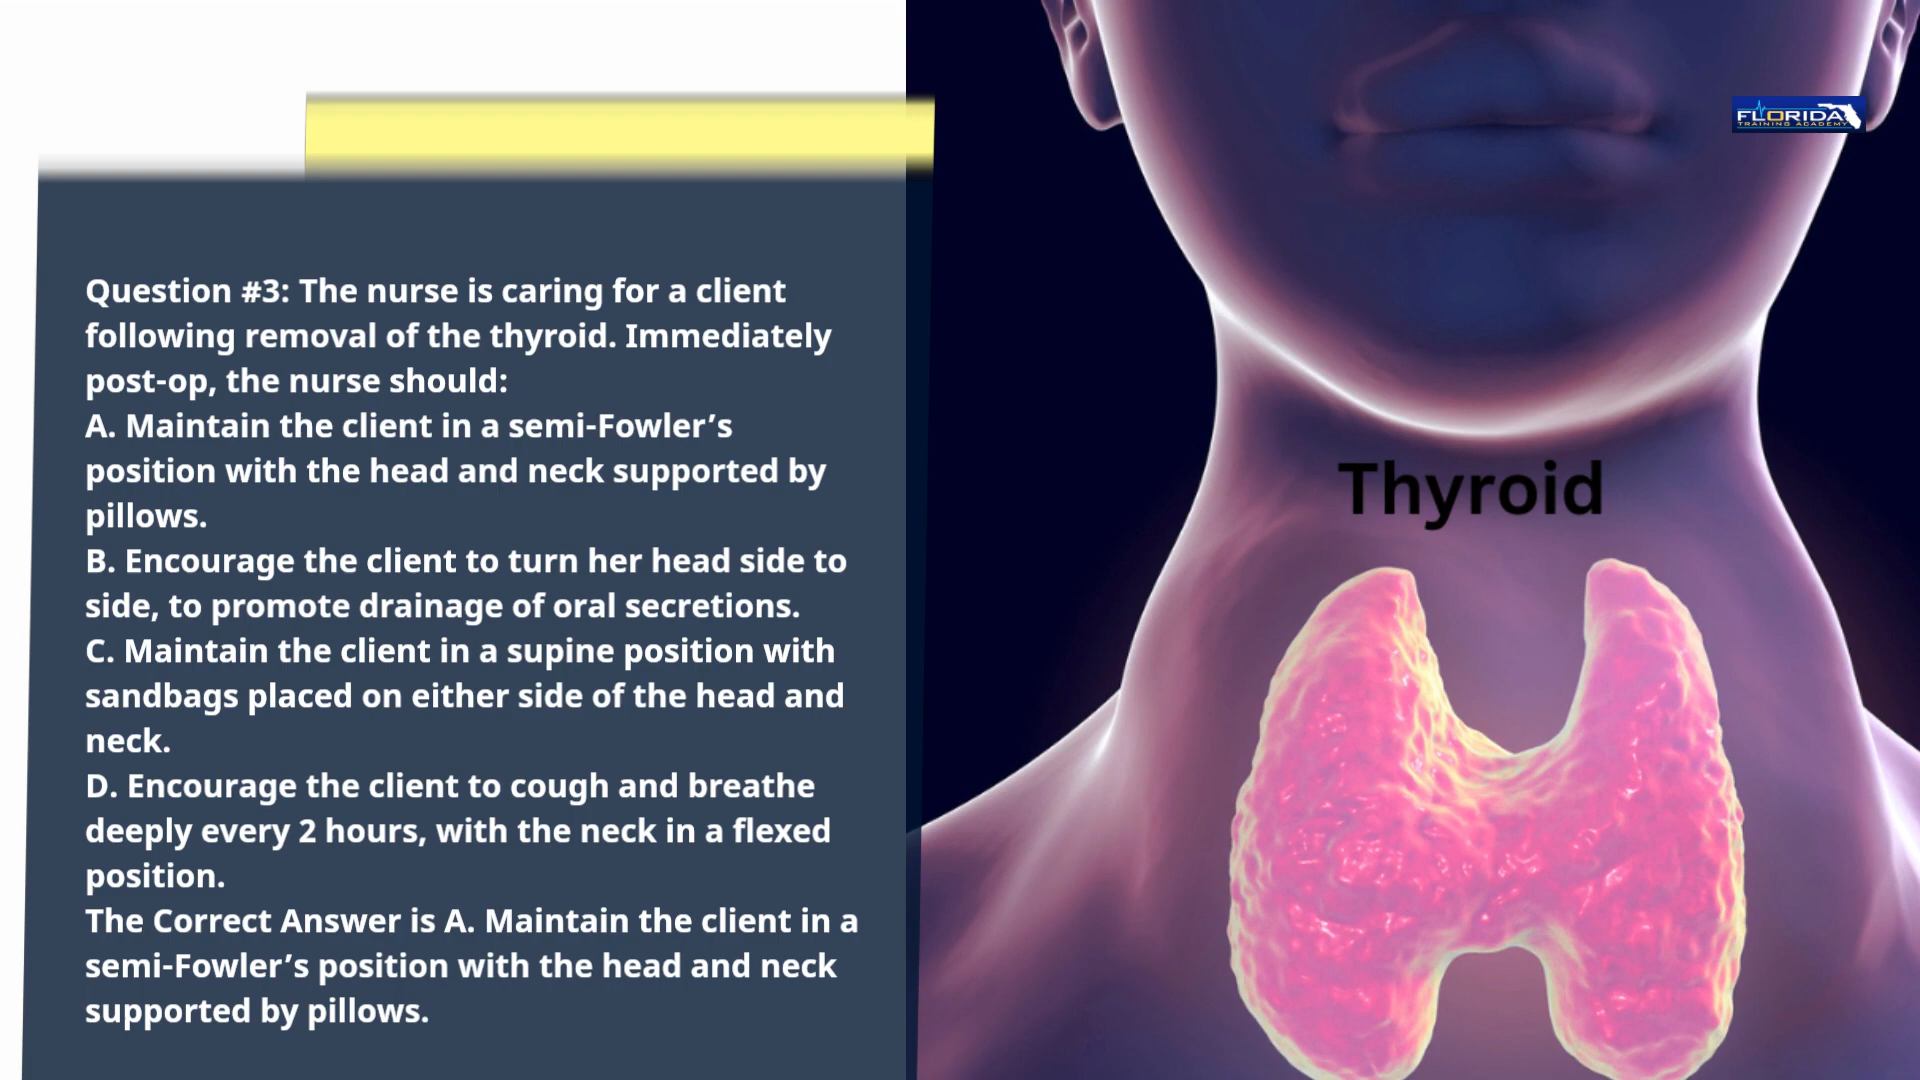 FLORIDA
TRAINING ACADEMY
Question #3: The nurse is caring for a client
following removal of the thyroid. Immediately
post-op, the nurse should:
A. Maintain the client in a semi-Fowler’s
position with the head and neck supported by
pillows.
B. Encourage the client to turn her head side to
side, to promote drainage of oral secretions.
C. Maintain the client in a supine position with
sandbags placed on either side of the head and
neck.
D. Encourage the client to cough and breathe
deeply every 2 hours, with the neck in a flexed
position.
The Correct Answer is A. Maintain the client in a
semi-Fowler’s position with the head and neck
supported by pillows.
Thyroid